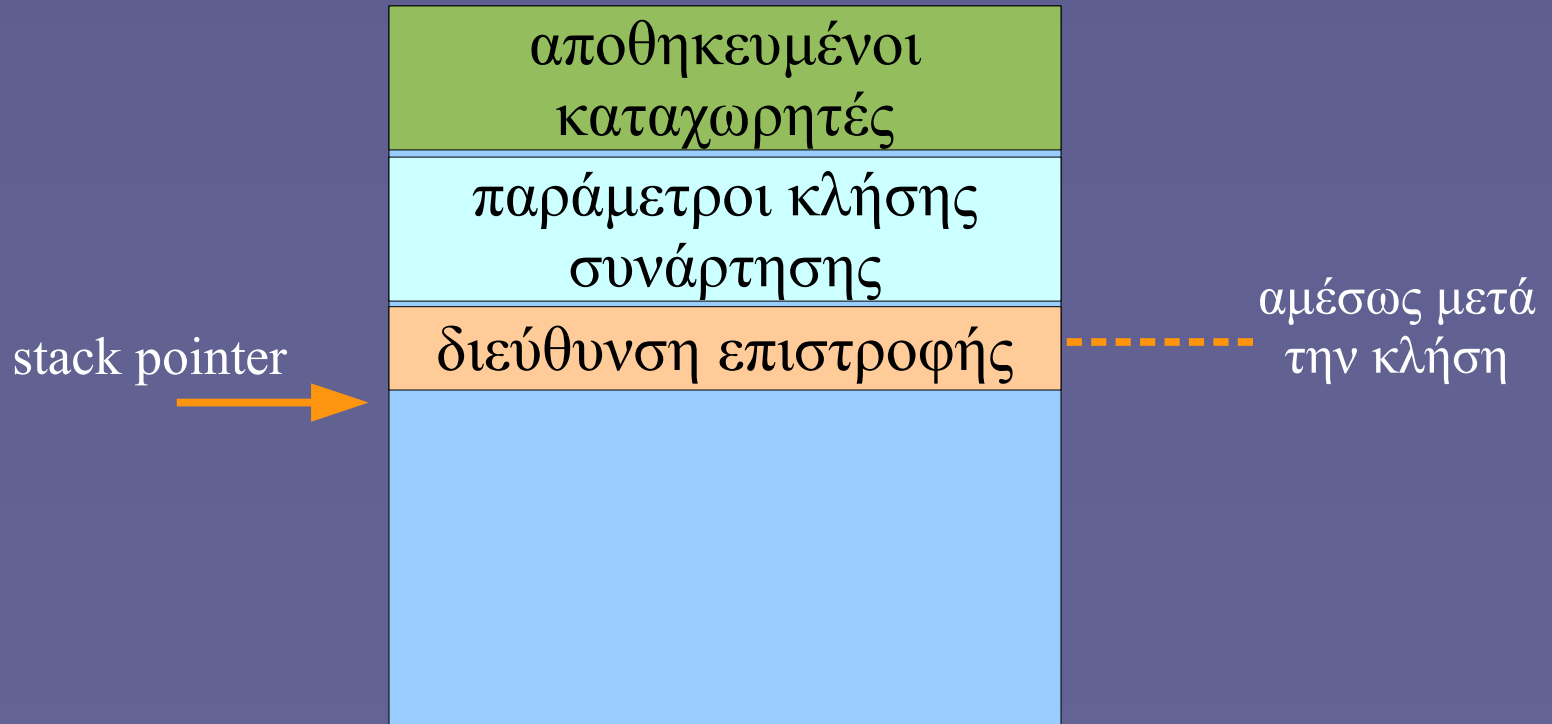 αποθηκευμένοι
καταχωρητές
παράμετροι κλήσης
συνάρτησης
stack pointer
διεύθυνση επιστροφής
αμέσως μετά
την κλήση